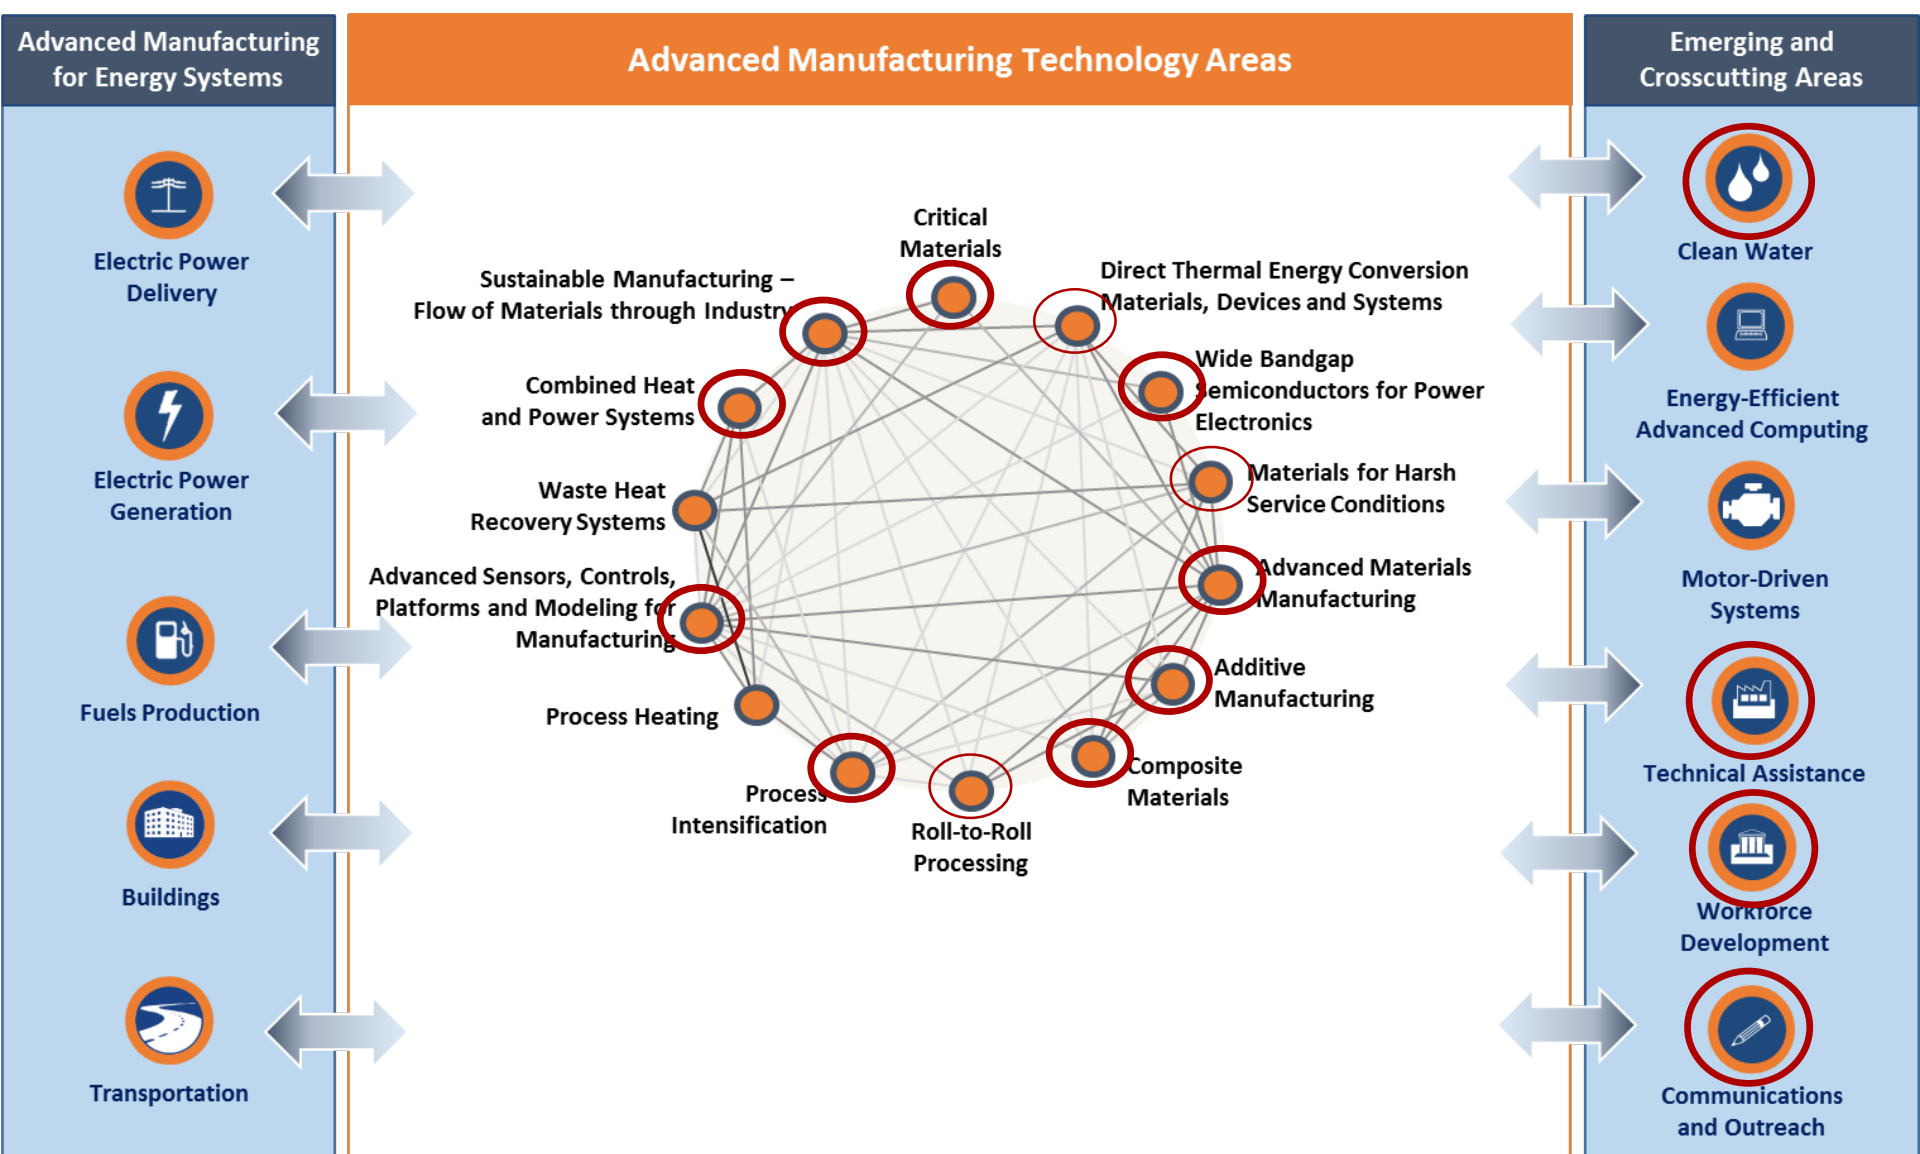 Advanced Manufacturing
for Energy Systems
Electric Power
Delivery
Electric Power
Generation
Fuels Production
Buildings
Transportation
Advanced Manufacturing Technology Areas
Critical
Materials
Direct Thermal Energy Conversion
Materials, Devices and Systems
Wide Bandgap
Semiconductors for Power
Electronics
Materials for Harsh
Service Conditions
Advanced Materials
Manufacturing
Additive
Manufacturing
Composite
Materials
Roll-to-Roll
Processing
Process
Intensification
Process Heating
Advanced Sensors, Controls,
Platforms and Modeling for
Manufacturing
Waste Heat
Recovery Systems
Combined Heat
and Power Systems
Sustainable Manufacturing –
Flow of Materials through Industry
Emerging and
Crosscutting Areas
Clean Water
Energy-Efficient
Advanced Computing
Motor-Driven
Systems
Technical Assistance
Workforce
Development
Communications
and Outreach